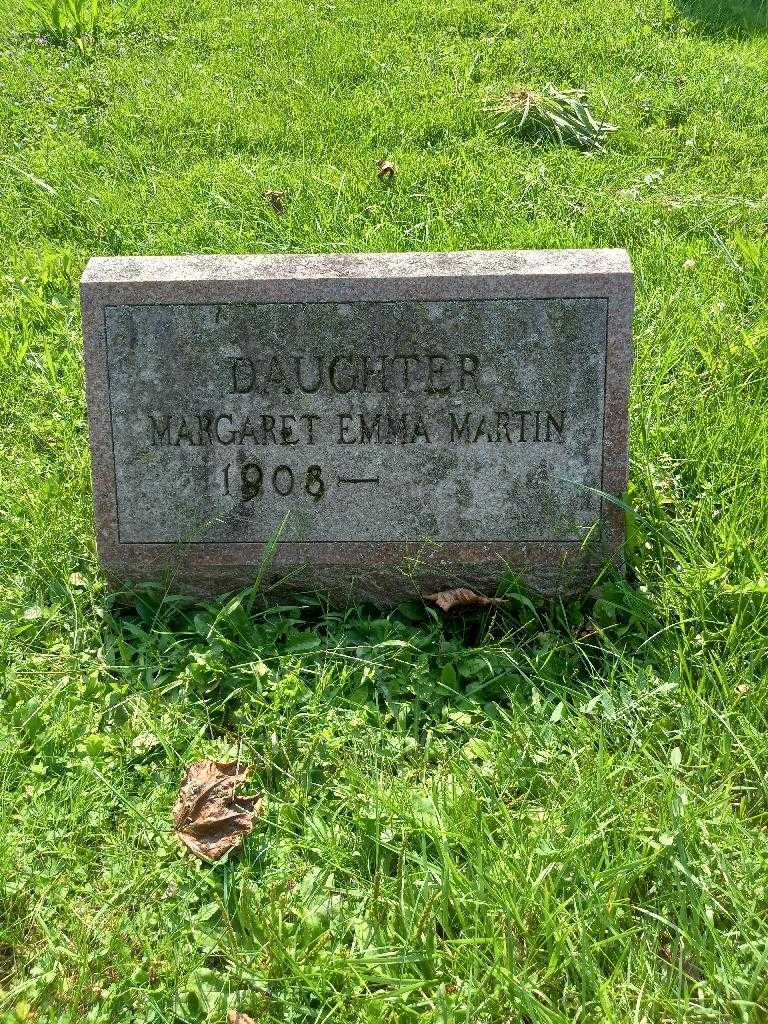 DAUGHTER
MARGARET EMMA MARTIN
1908 —